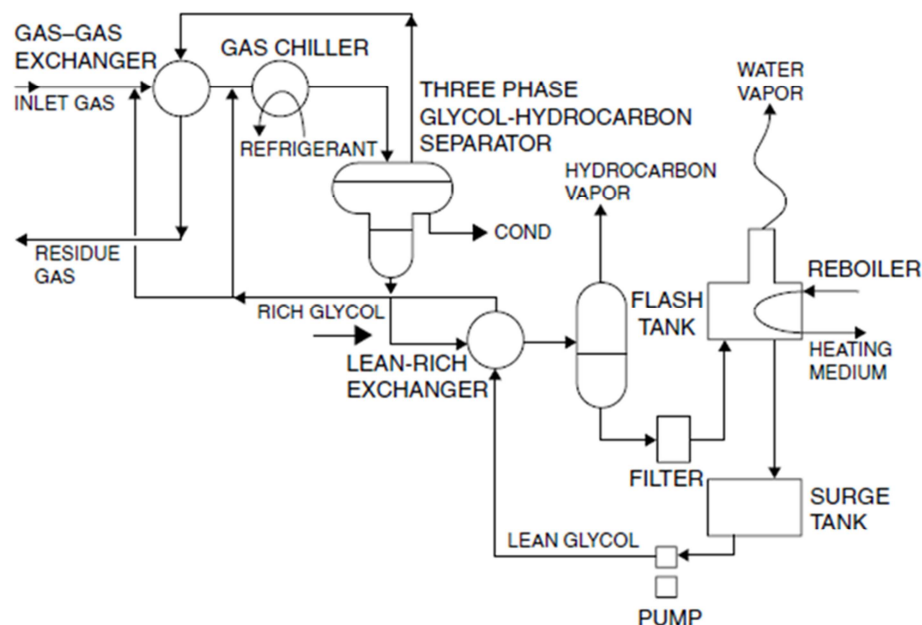 GAS–GAS
EXCHANGER
INLET GAS
GAS CHILLER
REFRIGERANT
THREE PHASE
GLYCOL-HYDROCARBON
SEPARATOR
WATER
VAPOR
HYDROCARBON
VAPOR
COND
RESIDUE
GAS
RICH GLYCOL
LEAN-RICH
EXCHANGER
FLASH
TANK
REBOILER
HEATING
MEDIUM
FILTER
SURGE
TANK
LEAN GLYCOL
PUMP